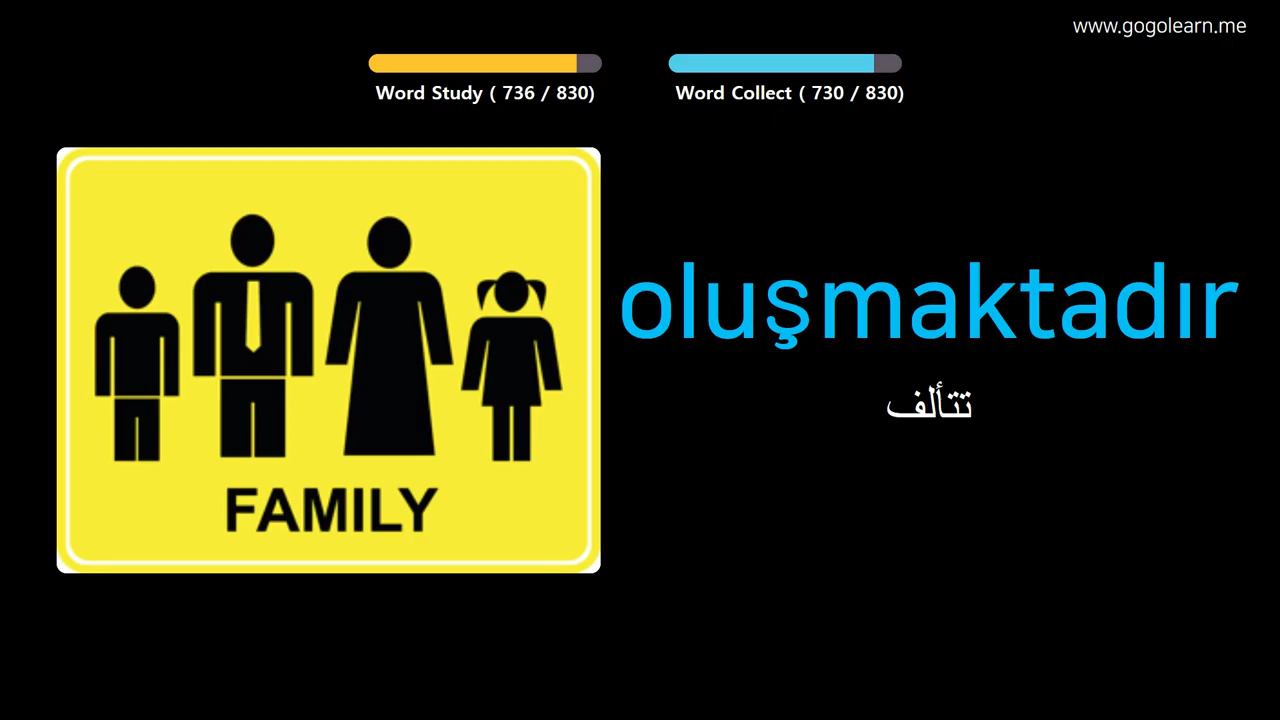 www.gogolearn.me
Word Study ( 736 / 830)
Word Collect ( 730 / 830)
oluşmaktadır
تتألف
FAMILY